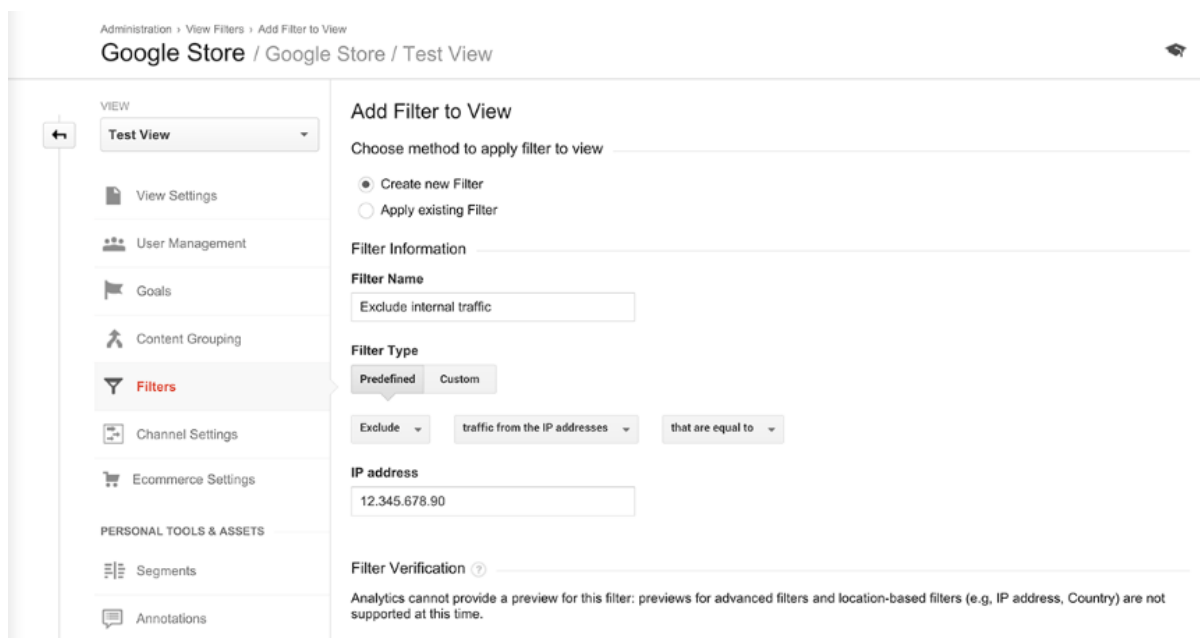 Administration › View Filters › Add Filter to View
Google Store / Google Store / Test View
VIEW
Test View
View Settings
User Management
Goals
Content Grouping
Filters
Channel Settings
Ecommerce Settings
PERSONAL TOOLS & ASSETS
Segments
Annotations
Add Filter to View
Choose method to apply filter to view
Create new Filter
Apply existing Filter
Filter Information
Filter Name
Exclude internal traffic
Filter Type
Predefined Custom
Exclude traffic from the IP addresses that are equal to
IP address
12.345.678.90
Filter Verification ?
Analytics cannot provide a preview for this filter: previews for advanced filters and location-based filters (e.g, IP address, Country) are not
supported at this time.